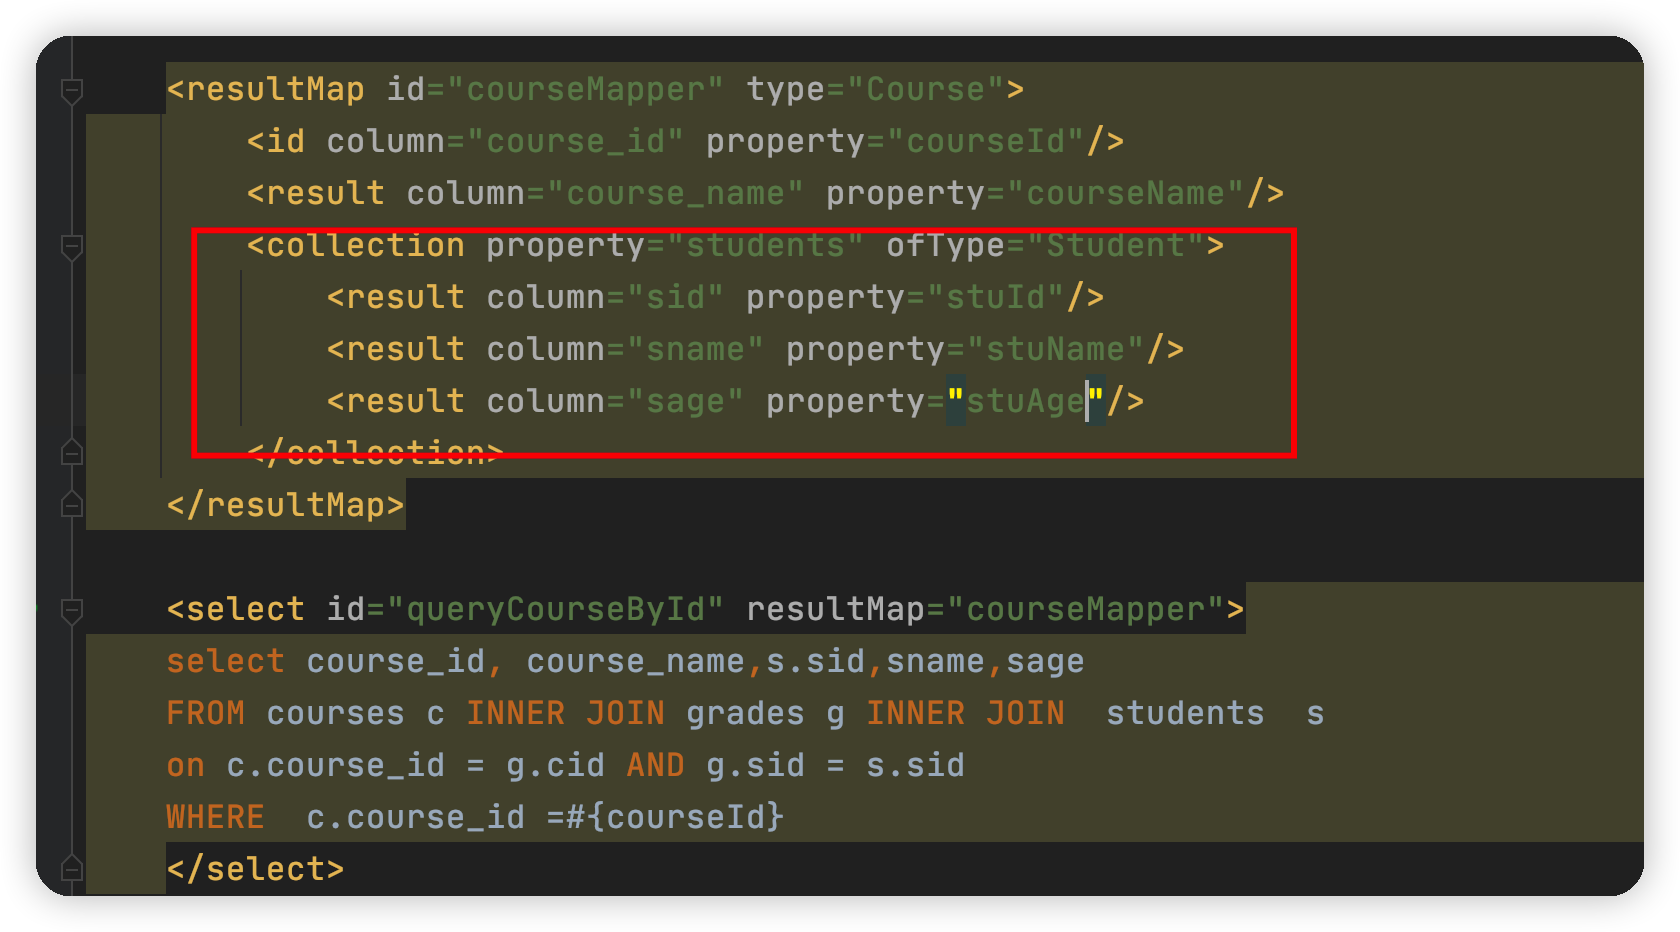 <resultMap id="courseMapper" type="Course">
<id column="course_id" property="courseId"/>
<result column="course_name" property="courseName"/>
<collection property="students" ofType="Student">
<result column="sid" property="stuId"/>
<result column="sname" property="stuName"/>
<result column="sage" property="stuAge"/>
</collection>
</resultMap>
<select id="queryCourseById" resultMap="courseMapper">
select course_id, course_name,s.sid,sname,sage
FROM courses c INNER JOIN grades g INNER JOIN  students  s
on c.course_id = g.cid AND g.sid = s.sid
WHERE  c.course_id =#{courseId}
</select>